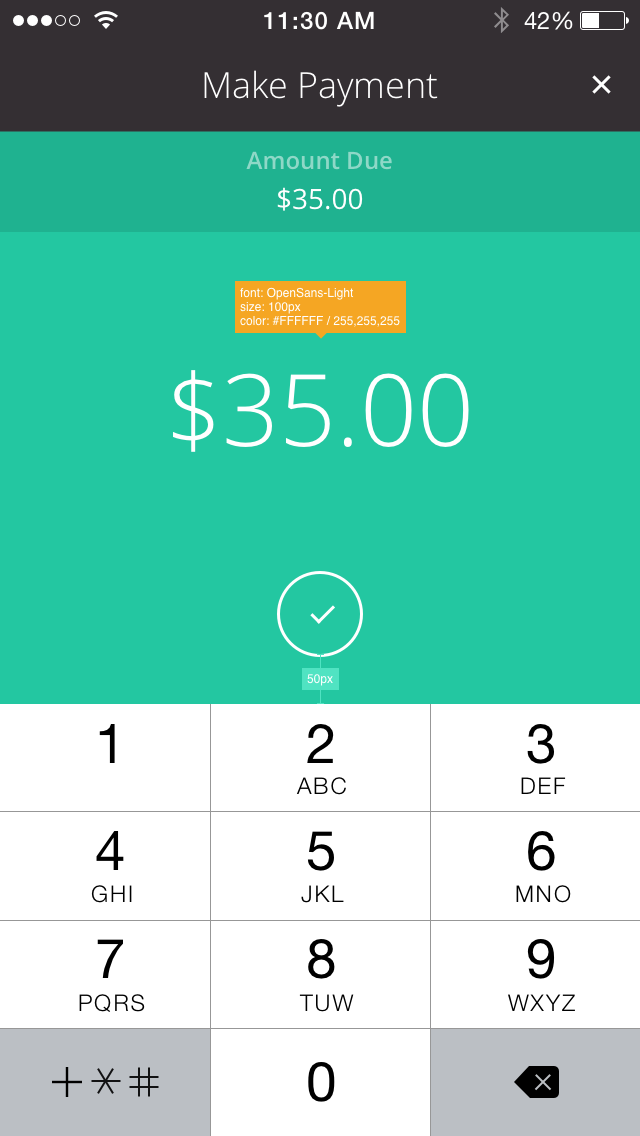 11:30 AM
42%
Make Payment
Amount Due
$35.00
font: OpenSans-Light
size: 100px
color: #FFFFFF / 255,255,255
$35.00
50px
1
2
3
ABC
DEF
4
5
6
GHI
JKL
MNO
7
8
9
PQRS
TUW
WXYZ
+ * #
0